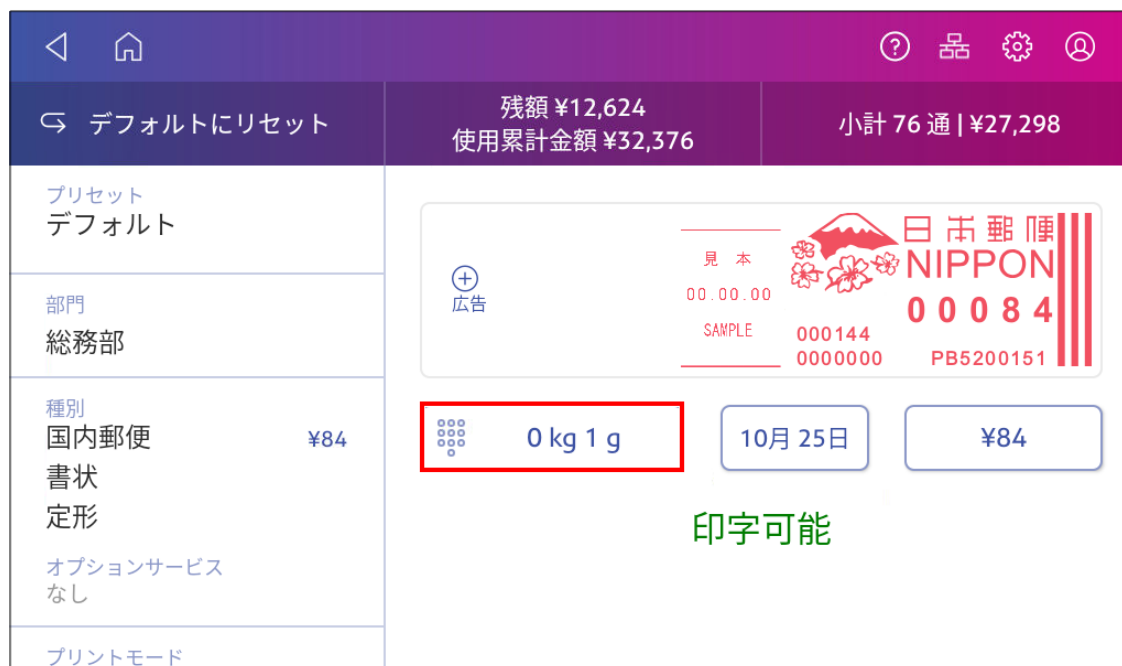 デフォルトにリセット
残額 ¥12,624
使用累計金額 ¥32,376
小計 76 通 | ¥27,298
プリセット
デフォルト
部門
総務部
種別
国内郵便 ¥84
書状
定形
オプションサービス
なし
プリントモード
広告
見 本
00.00.00
SAMPLE
日本郵便
NIPPON
00084
000144
0000000
PB5200151
0 kg 1 g
10月 25日
¥84
印字可能